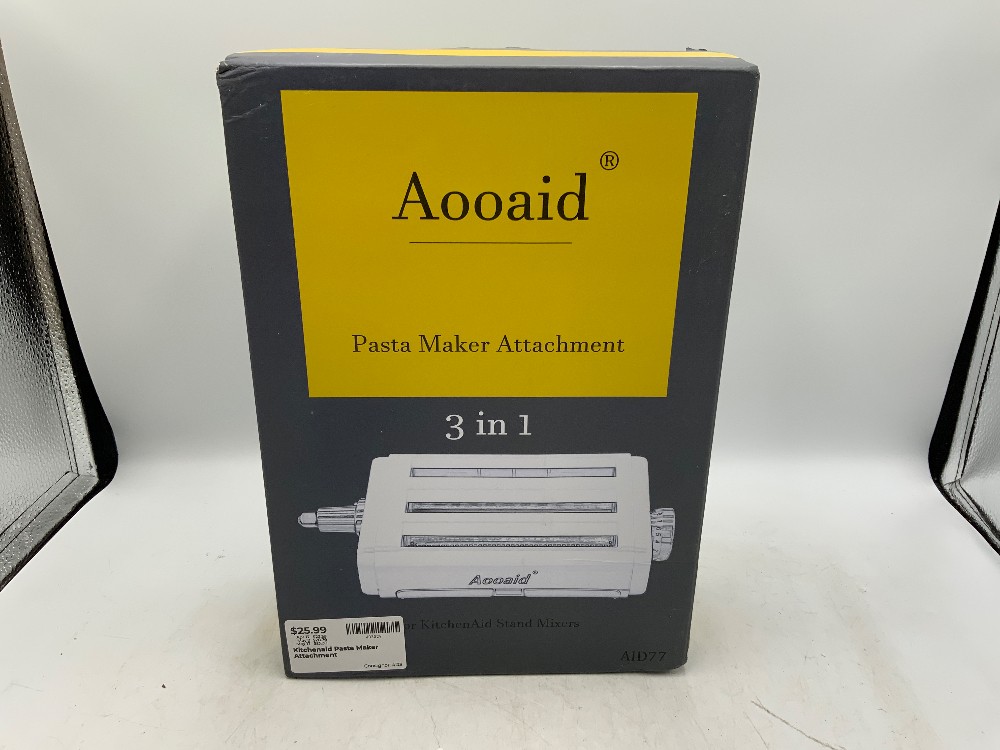 Aooaid®
Pasta Maker Attachment
3 in 1
Aooaid®
KitchenAid Stand Mixers
AID77
$25.99
Kitchenaid Pasta Maker
Attachment